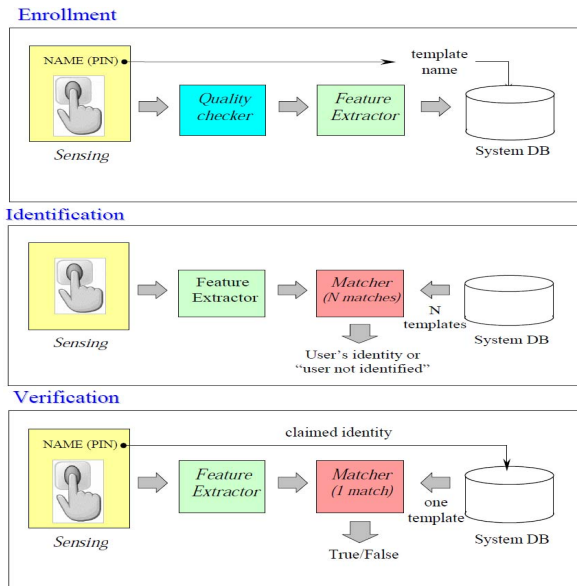 Enrollment
NAME (PIN)
template
name
Quality
checker
Feature
Extractor
Sensing
System DB
Identification
Feature
Extractor
Matcher
(N matches)
N
templates
Sensing
User's identity or
"user not identified"
System DB
Verification
NAME (PIN)
claimed identity
Feature
Extractor
Matcher
(1 match)
one
template
Sensing
True/False
System DB